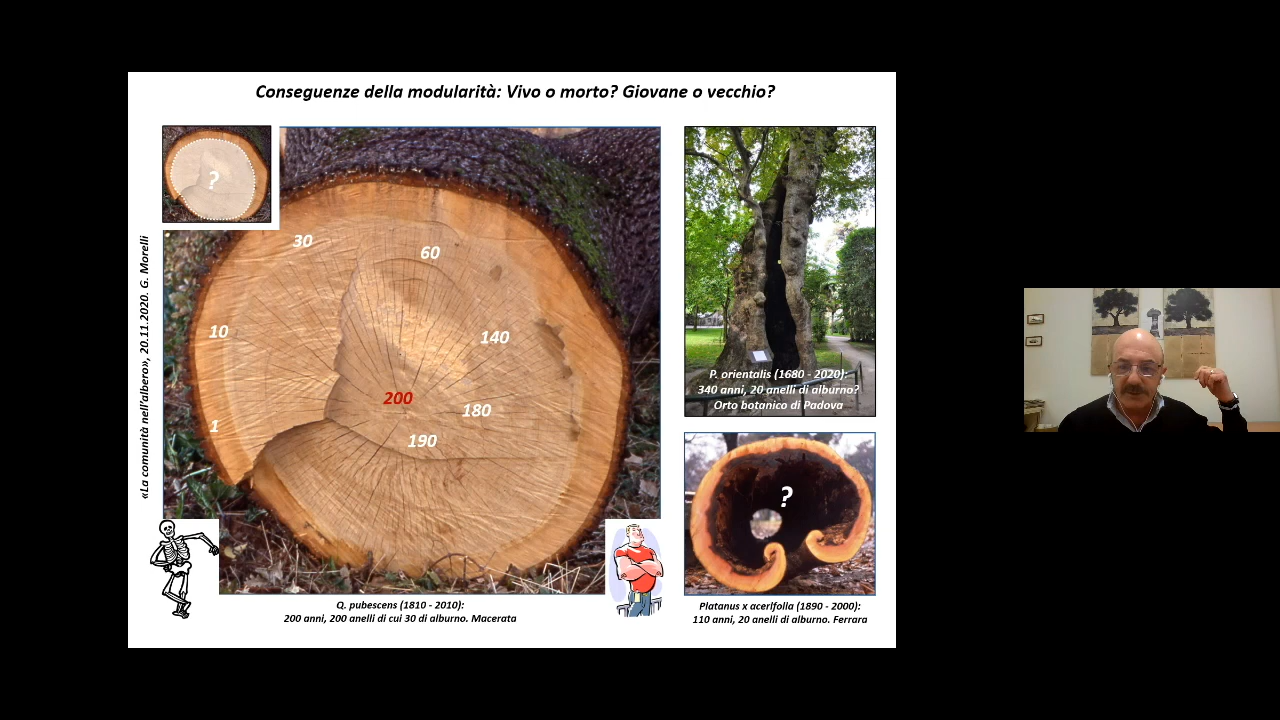 Conseguenze della modularità: Vivo o morto? Giovane o vecchio?
?
30
60
10
140
200
180
1
190
«La comunità nell'albero», 20.11.2020. G. Morelli
P. orientalis (1680 - 2020):
340 anni, 20 anelli di alburno?
Orto botanico di Padova
?
Q. pubescens (1810 - 2010):
200 anni, 200 anelli di cui 30 di alburno. Macerata
Platanus x acerifolia (1890 - 2000):
110 anni, 20 anelli di alburno. Ferrara